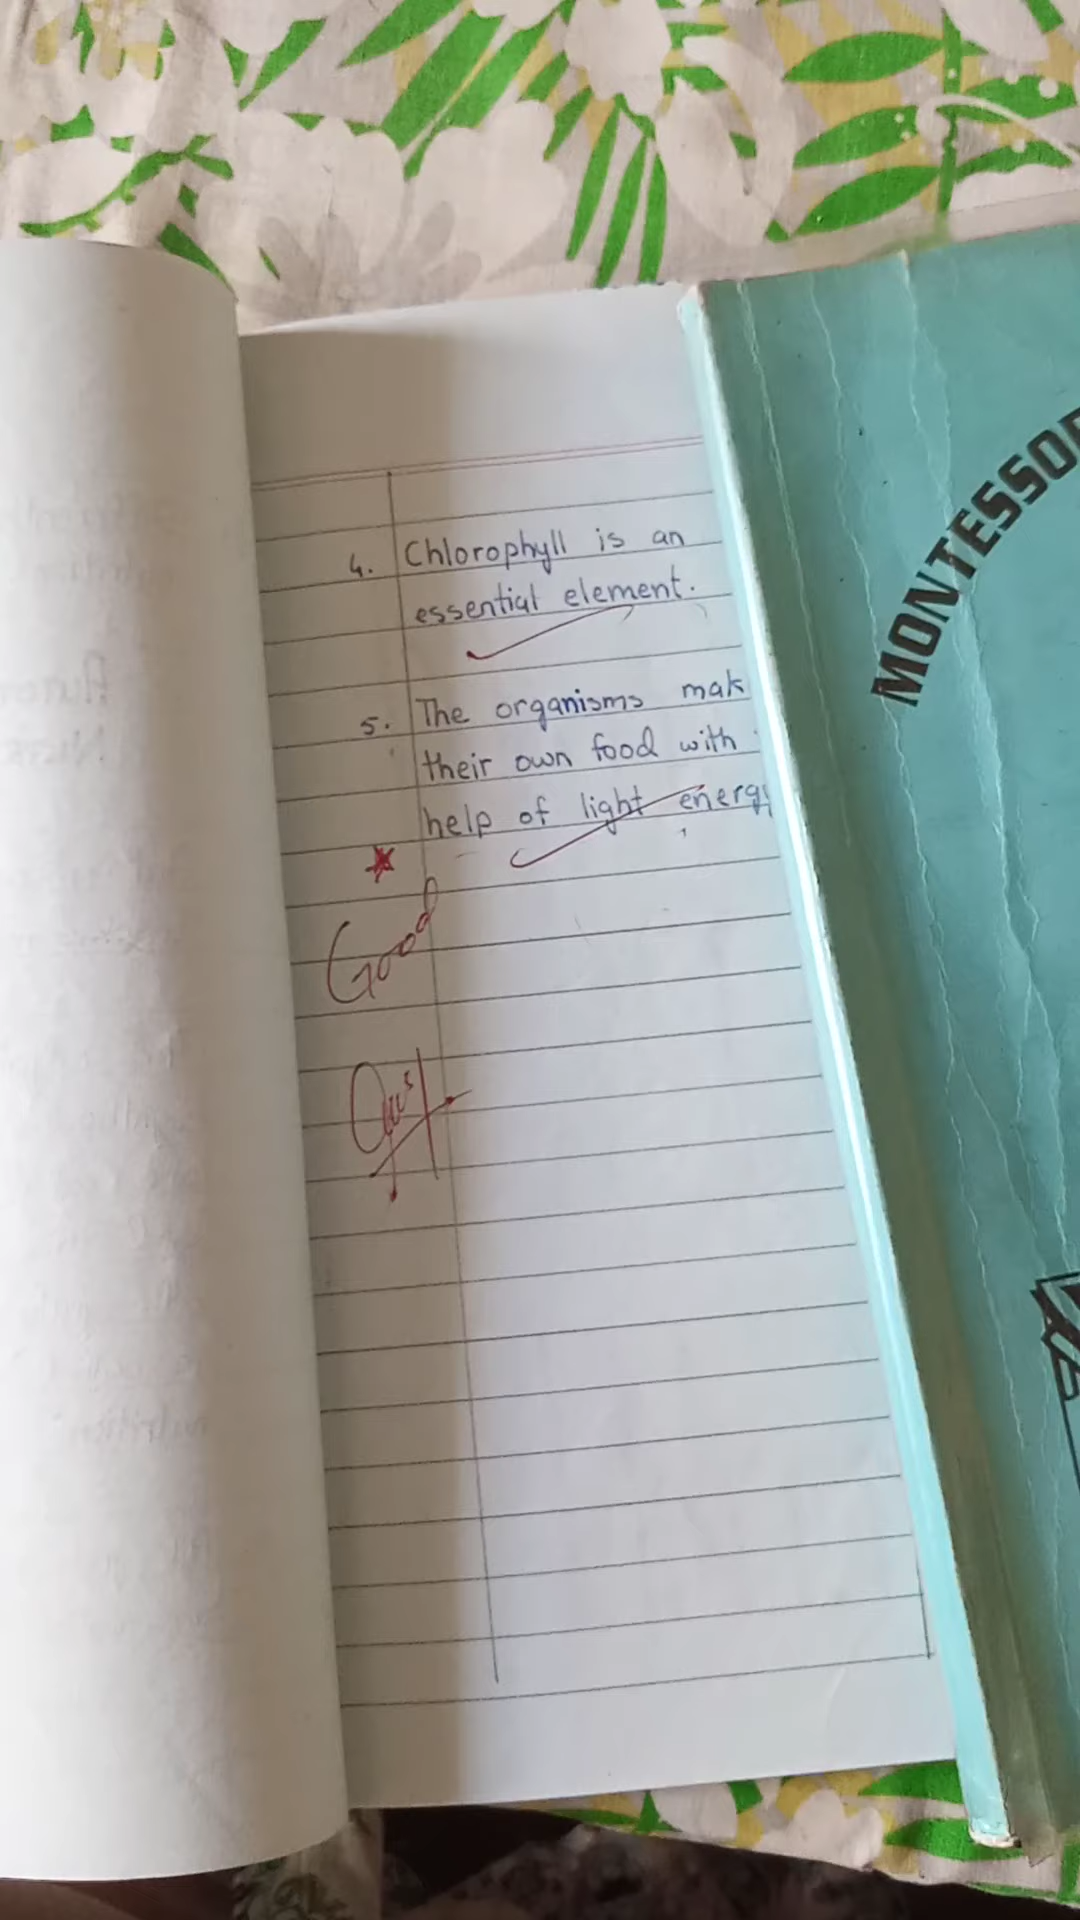 4. Chlorophyll is an
essential element.
5. The organisms mak
their own food with
help of light energy
Good
MONTESSOR